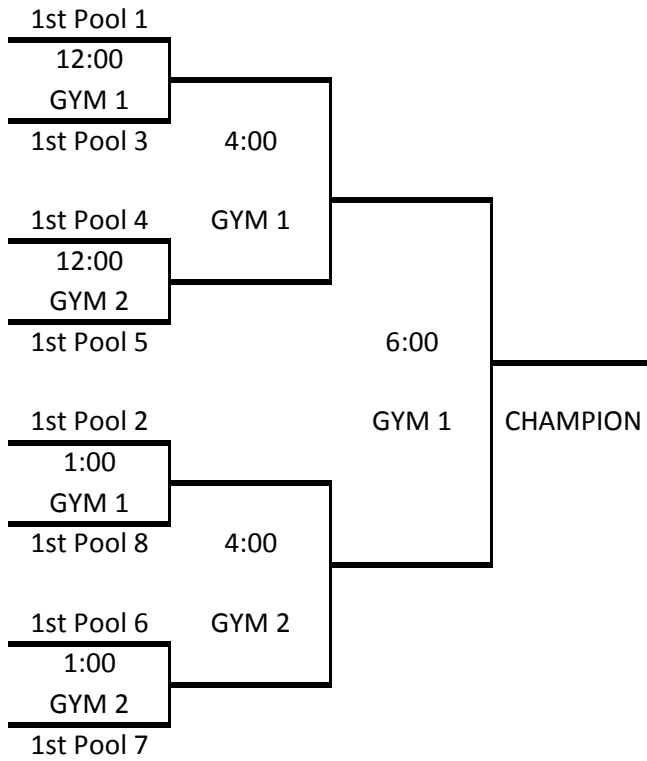 1st Pool 1
12:00
GYM 1
1st Pool 3
4:00
1st Pool 4
GYM 1
12:00
GYM 2
1st Pool 5
6:00
1st Pool 2
GYM 1
CHAMPION
1:00
GYM 1
1st Pool 8
4:00
1st Pool 6
GYM 2
1:00
GYM 2
1st Pool 7